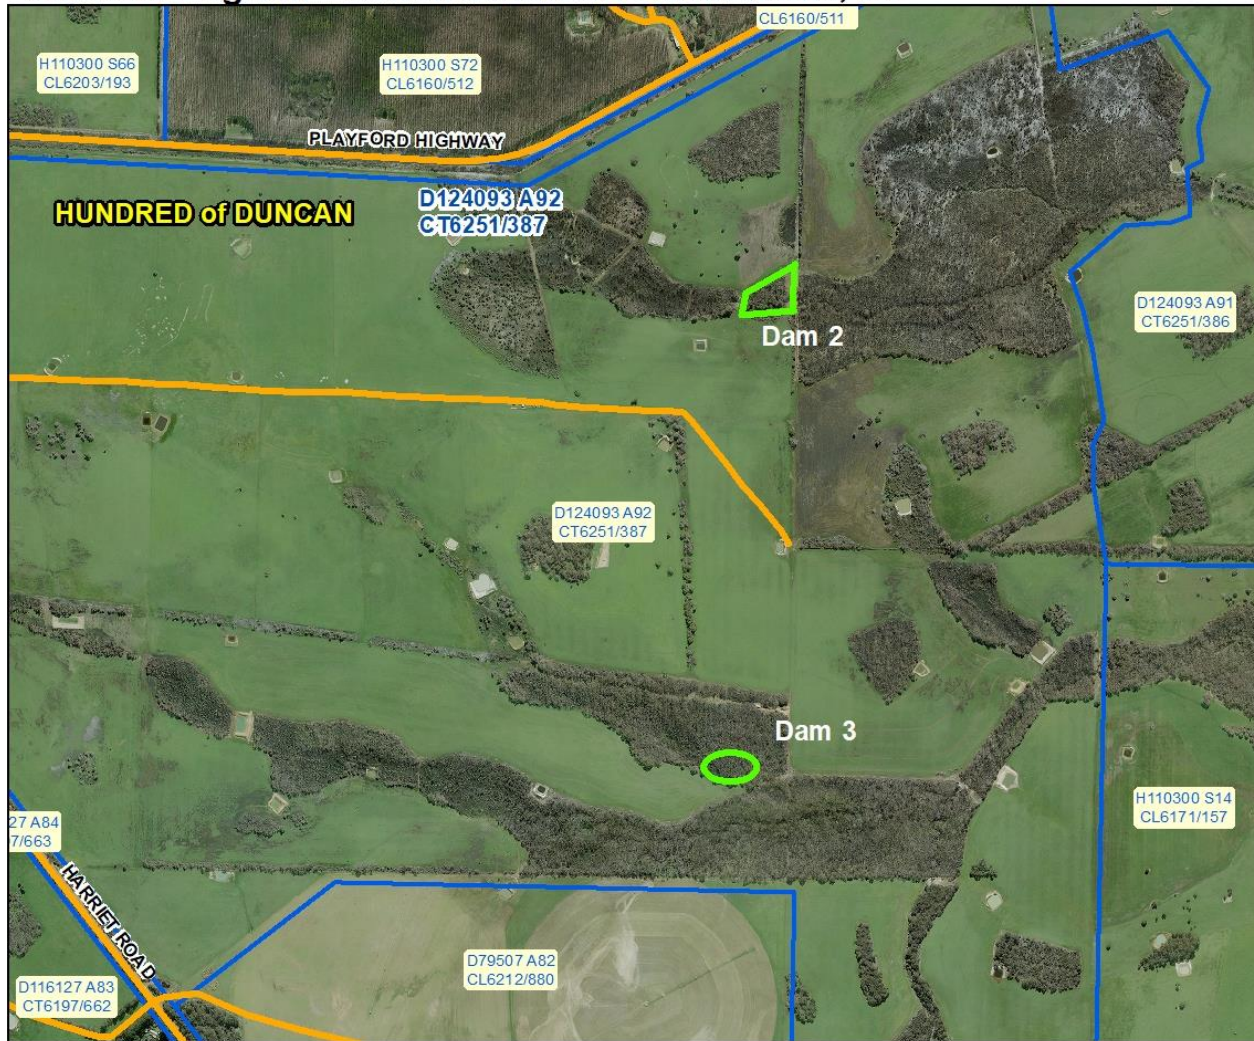 CL6160/511
H110300 S66
CL6203/193
H110300 S72
CL6160/512
PLAYFORD HIGHWAY
HUNDRED of DUNCAN
D124093 A92
CT6251/387
Dam 2
D124093 A91
CT6251/386
D124093 A92
CT6251/387
Dam 3
H110300 S14
CL6171/157
27 A84
7/663
HARRIET ROAD
D79507 A82
CL6212/880
D116127 A83
CT6197/662